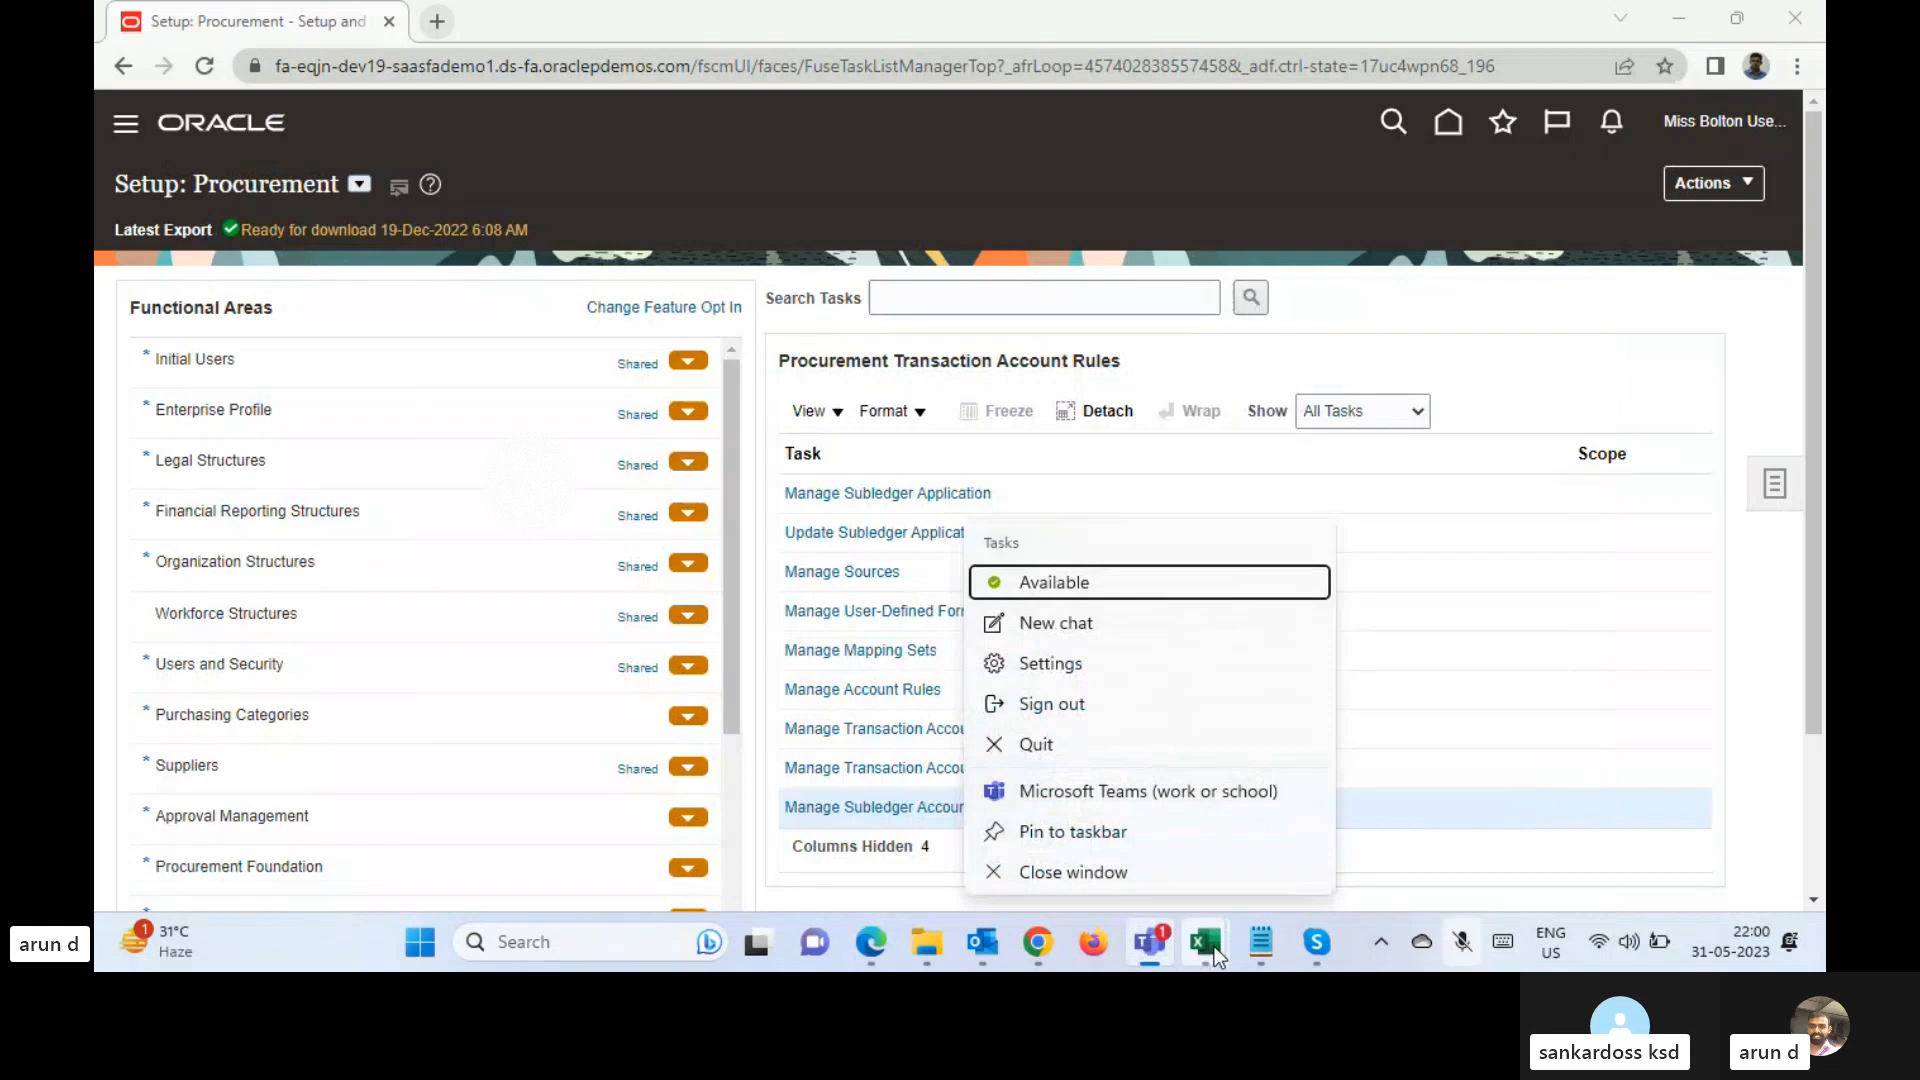 Setup: Procurement - Setup and
fa-eqjn-dev19-saasfademo1.ds-fa.oraclepdemos.com/fscmUI/faces/FuseTaskListManagerTop?_afrLoop=4574028385574588&_adf.ctrl-state=17uc4wpn68_196
ORACLE
Miss Bolton Use...
Setup: Procurement
Actions
Latest Export Ready for download 19-Dec-2022 6:08 AM
Functional Areas
Change Feature Opt In
* Initial Users Shared
* Enterprise Profile Shared
* Legal Structures Shared
* Financial Reporting Structures Shared
* Organization Structures Shared
Workforce Structures Shared
* Users and Security Shared
* Purchasing Categories
* Suppliers Shared
* Approval Management
* Procurement Foundation
*
Search Tasks
Procurement Transaction Account Rules
View Format Freeze Detach Wrap Show All Tasks
Task Scope
Manage Subledger Application
Update Subledger Applicat
Manage Sources
Manage User-Defined For
Manage Mapping Sets
Manage Account Rules
Manage Transaction Accou
Manage Transaction Accou
Manage Subledger Accour
Columns Hidden 4
Tasks
Available
New chat
Settings
Sign out
Quit
Microsoft Teams (work or school)
Pin to taskbar
Close window
arun d
1
31°C
Haze
Search
1
ENG
US
22:00
31-05-2023
sankardoss ksd
arun d